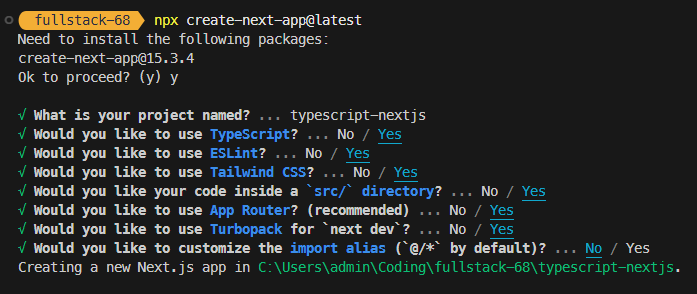 fullstack-68 npx create-next-app@latest
Need to install the following packages:
create-next-app@15.3.4
Ok to proceed? (y) y
√ What is your project named? ... typescript-nextjs
√ Would you like to use TypeScript? ... No / Yes
√ Would you like to use ESLint? ... No / Yes
√ Would you like to use Tailwind CSS? ... No / Yes
√ Would you like your code inside a `src/` directory? ... No / Yes
√ Would you like to use App Router? (recommended) ... No / Yes
√ Would you like to use Turbopack for `next dev`? ... No / Yes
√ Would you like to customize the import alias (`@/*` by default)? ... No / Yes
Creating a new Next.js app in C:\Users\admin\Coding\fullstack-68\typescript-nextjs.